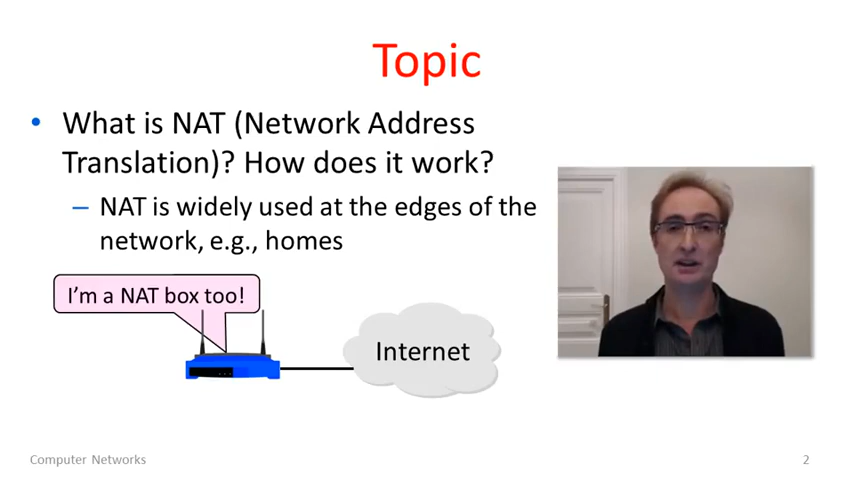 Topic
• What is NAT (Network Address
Translation)? How does it work?
– NAT is widely used at the edges of the
network, e.g., homes
I'm a NAT box too!
Internet
Computer Networks
2